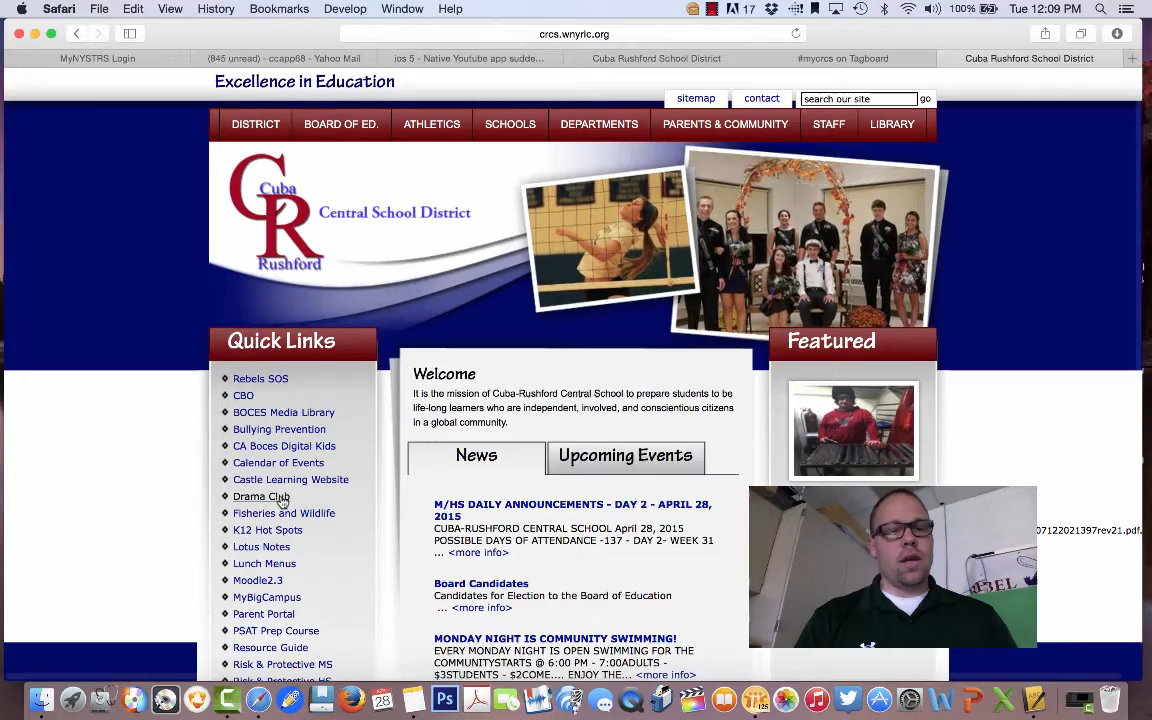 Safari File Edit View History Bookmarks Develop Window Help 17 100% Tue 12:09 PM
crcs.wnyric.org
MyNYSTRS Login (845 unread) - ccapp68 - Yahoo Mail ios 5 - Native Youtube app sudde... Cuba Rushford School District #mycrcs on Tagboard Cuba Rushford School District
Excellence in Education
sitemap contact search our site go
DISTRICT BOARD OF ED. ATHLETICS SCHOOLS DEPARTMENTS PARENTS & COMMUNITY STAFF LIBRARY
C Cuba R Rushford
Central School District
Quick Links
Rebels SOS
CBO
BOCES Media Library
Bullying Prevention
CA Boces Digital Kids
Calendar of Events
Castle Learning Website
Drama Club
Fisheries and Wildlife
K12 Hot Spots
Lotus Notes
Lunch Menus
Moodle2.3
MyBigCampus
Parent Portal
PSAT Prep Course
Resource Guide
Risk & Protective MS
Risk & Protective HS
Welcome
It is the mission of Cuba-Rushford Central School to prepare students to be
life-long learners who are independent, involved, and conscientious citizens
in a global community.
News Upcoming Events
M/HS DAILY ANNOUNCEMENTS - DAY 2 - APRIL 28,
2015
CUBA-RUSHFORD CENTRAL SCHOOL April 28, 2015
POSSIBLE DAYS OF ATTENDANCE -137 - DAY 2- WEEK 31
... <more info>
Board Candidates
Candidates for Election to the Board of Education
... <more info>
MONDAY NIGHT IS COMMUNITY SWIMMING!
EVERY MONDAY NIGHT IS OPEN SWIMMING FOR THE
COMMUNITYSTARTS @ 6:00 PM - 7:00ADULTS -
$3STUDENTS - $2COME.... ENJOY THE... <more info>
Featured
07122021397rev21.pdf.
REBEL
28
Ps
125